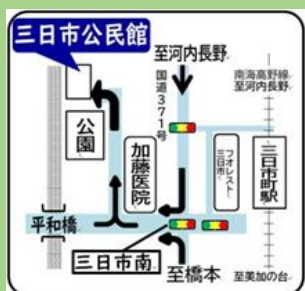 三日市公民館
至河内長野
国道371号
南海高野線
至河内長野
公園
加藤医院
フォレスト
三日市
三日市町駅
平和橋
三日市南
至橋本
至美加の台